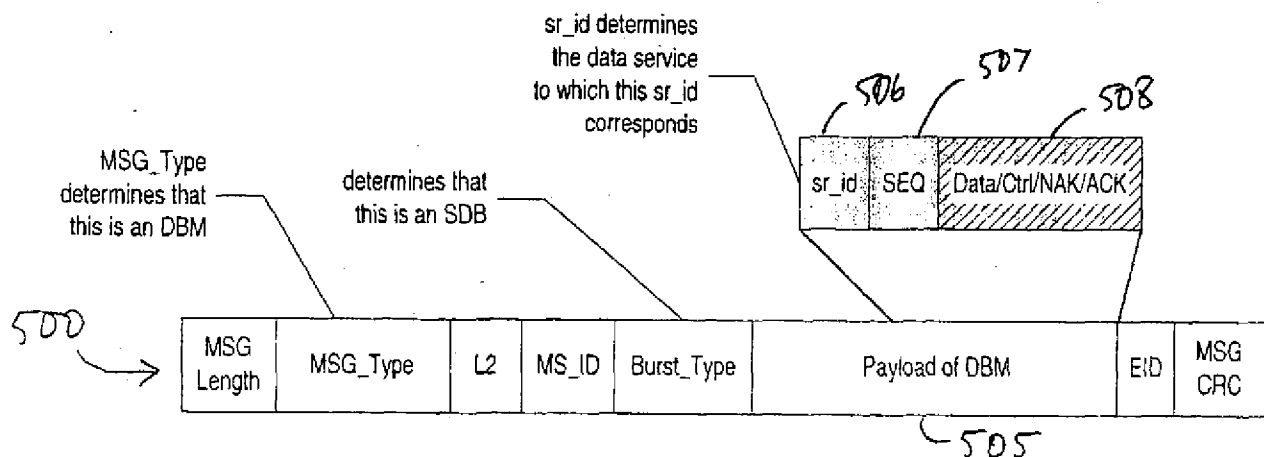 sr_id determines
the data service
to which this sr_id
corresponds
506
507
508
sr_id
SEQ
Data/Ctrl/NAK/ACK
MSG_Type
determines that
this is an DBM
determines that
this is an SDB
500
MSG
Length
MSG_Type
L2
MS_ID
Burst_Type
Payload of DBM
EID
MSG
CRC
505